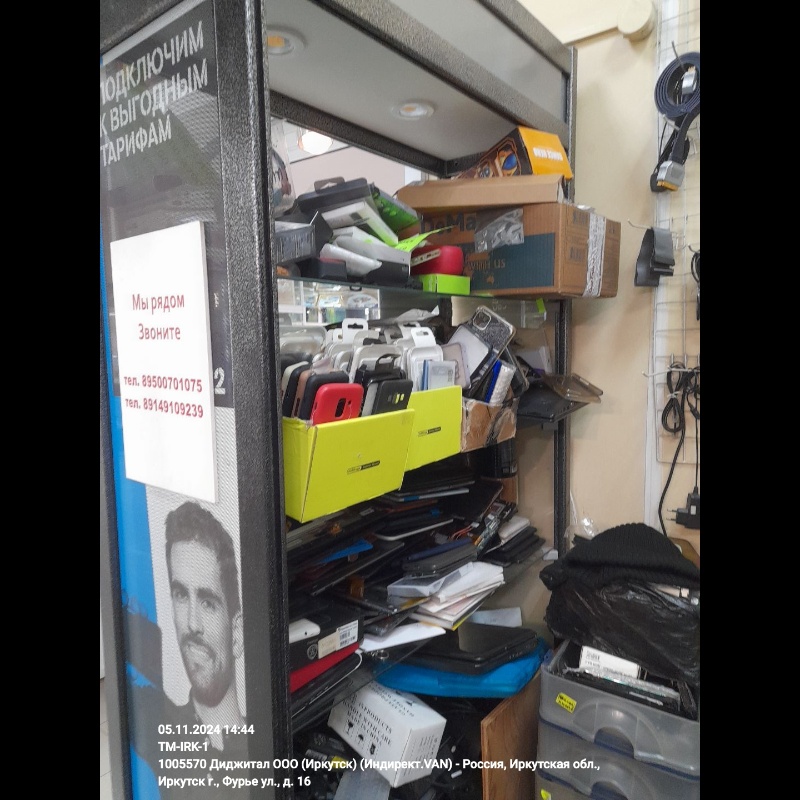 ПОДКЛЮЧИМ
К ВЫГОДНЫМ
ТАРИФАМ
Мы рядом
Звоните
тел. 89500701075
тел. 89149109239
2
05.11.2024 14:44
TM-IRK-1
1005570 Диджитал ООО (Иркутск) (Индирект.VAN) - Россия, Иркутская обл.,
Иркутск г., Фурье ул., д. 16